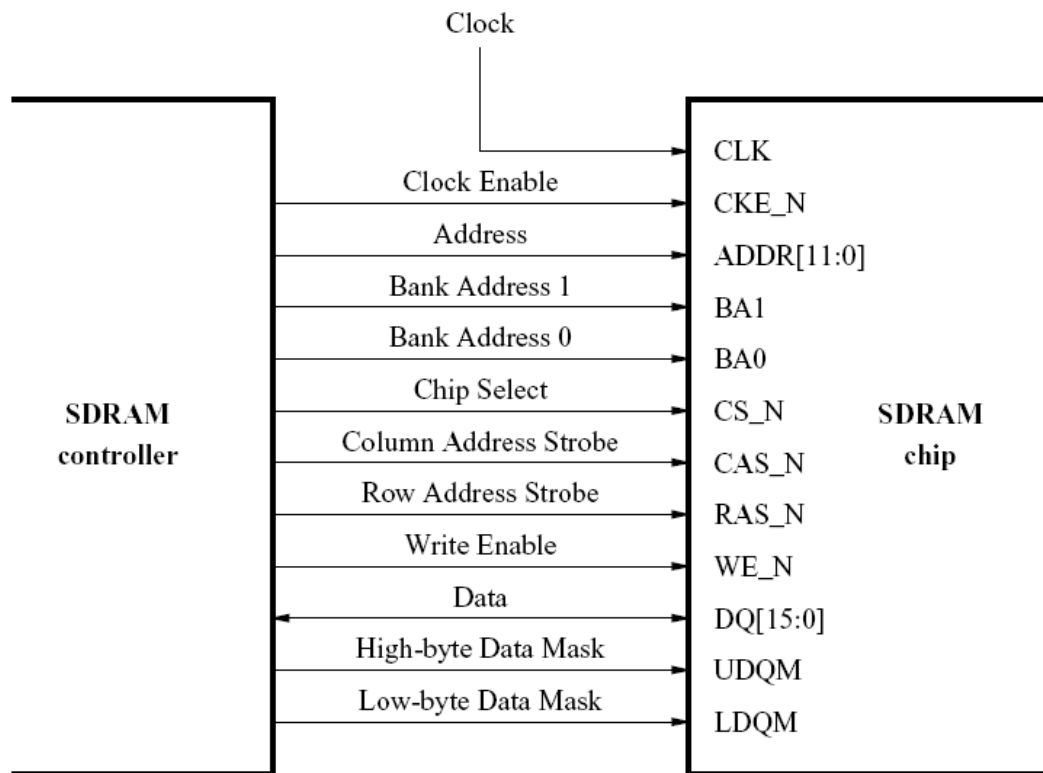 Clock
CLK
Clock Enable
CKE_N
Address
ADDR[11:0]
Bank Address 1
BA1
Bank Address 0
BA0
Chip Select
CS_N
SDRAM
controller
SDRAM
chip
Column Address Strobe
CAS_N
Row Address Strobe
RAS_N
Write Enable
WE_N
Data
DQ[15:0]
High-byte Data Mask
UDQM
Low-byte Data Mask
LDQM